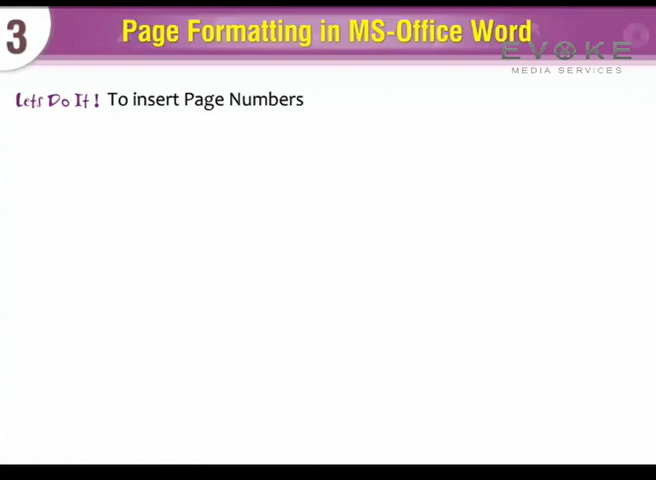 3
Page Formatting in MS-Office Word
EVOKE
MEDIA SERVICES
Lets Do It! To insert Page Numbers